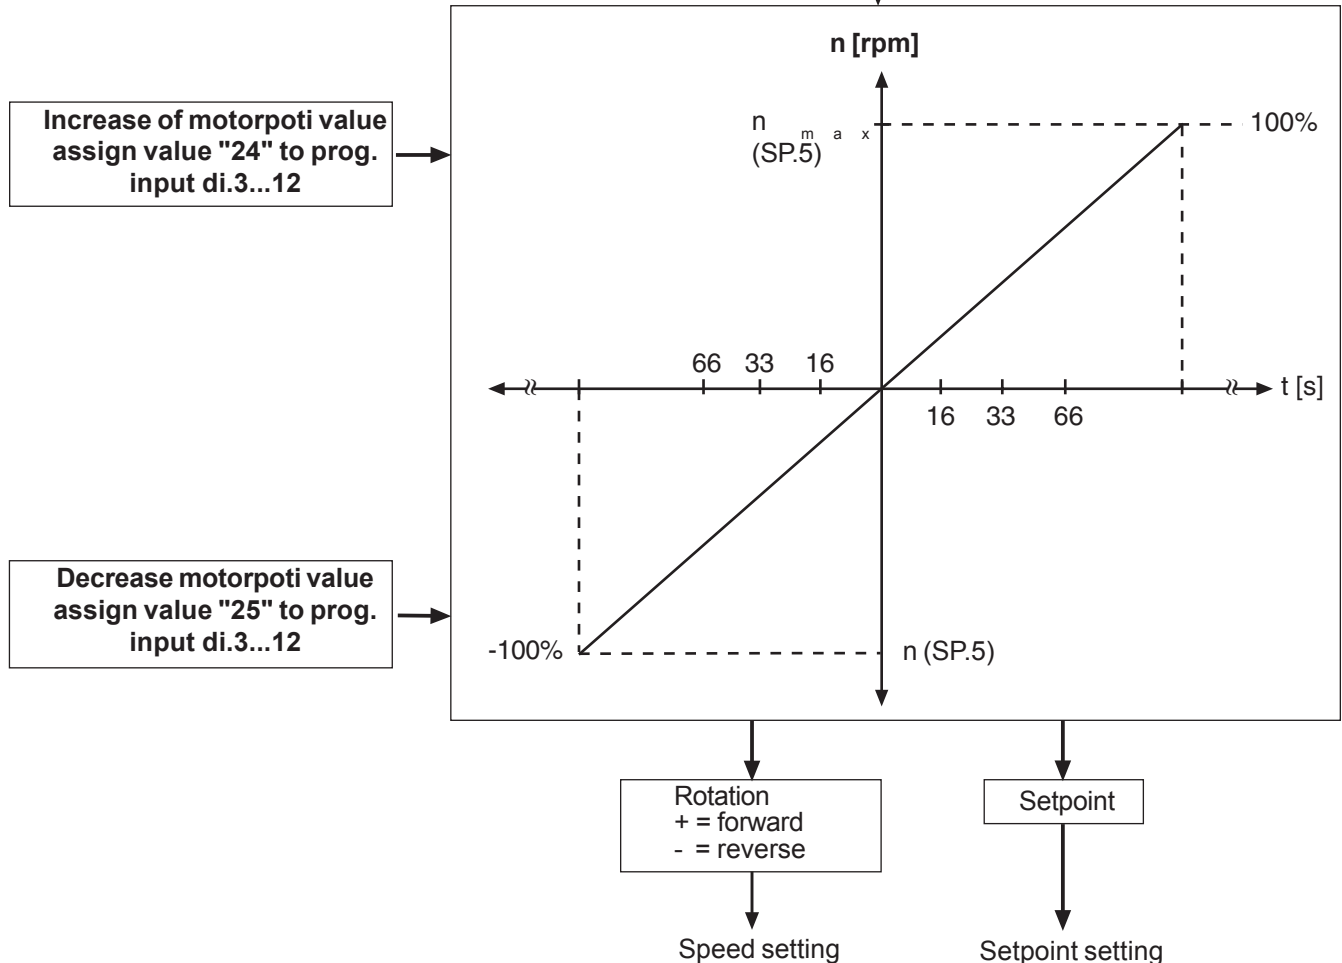 n [rpm]
Increase of motorpoti value
assign value "24" to prog.
input di.3...12
n m a x
(SP.5)
100%
66 33 16
t [s]
16 33 66
Decrease motorpoti value
assign value "25" to prog.
input di.3...12
-100%
n (SP.5)
Rotation
+ = forward
- = reverse
Setpoint
Speed setting
Setpoint setting